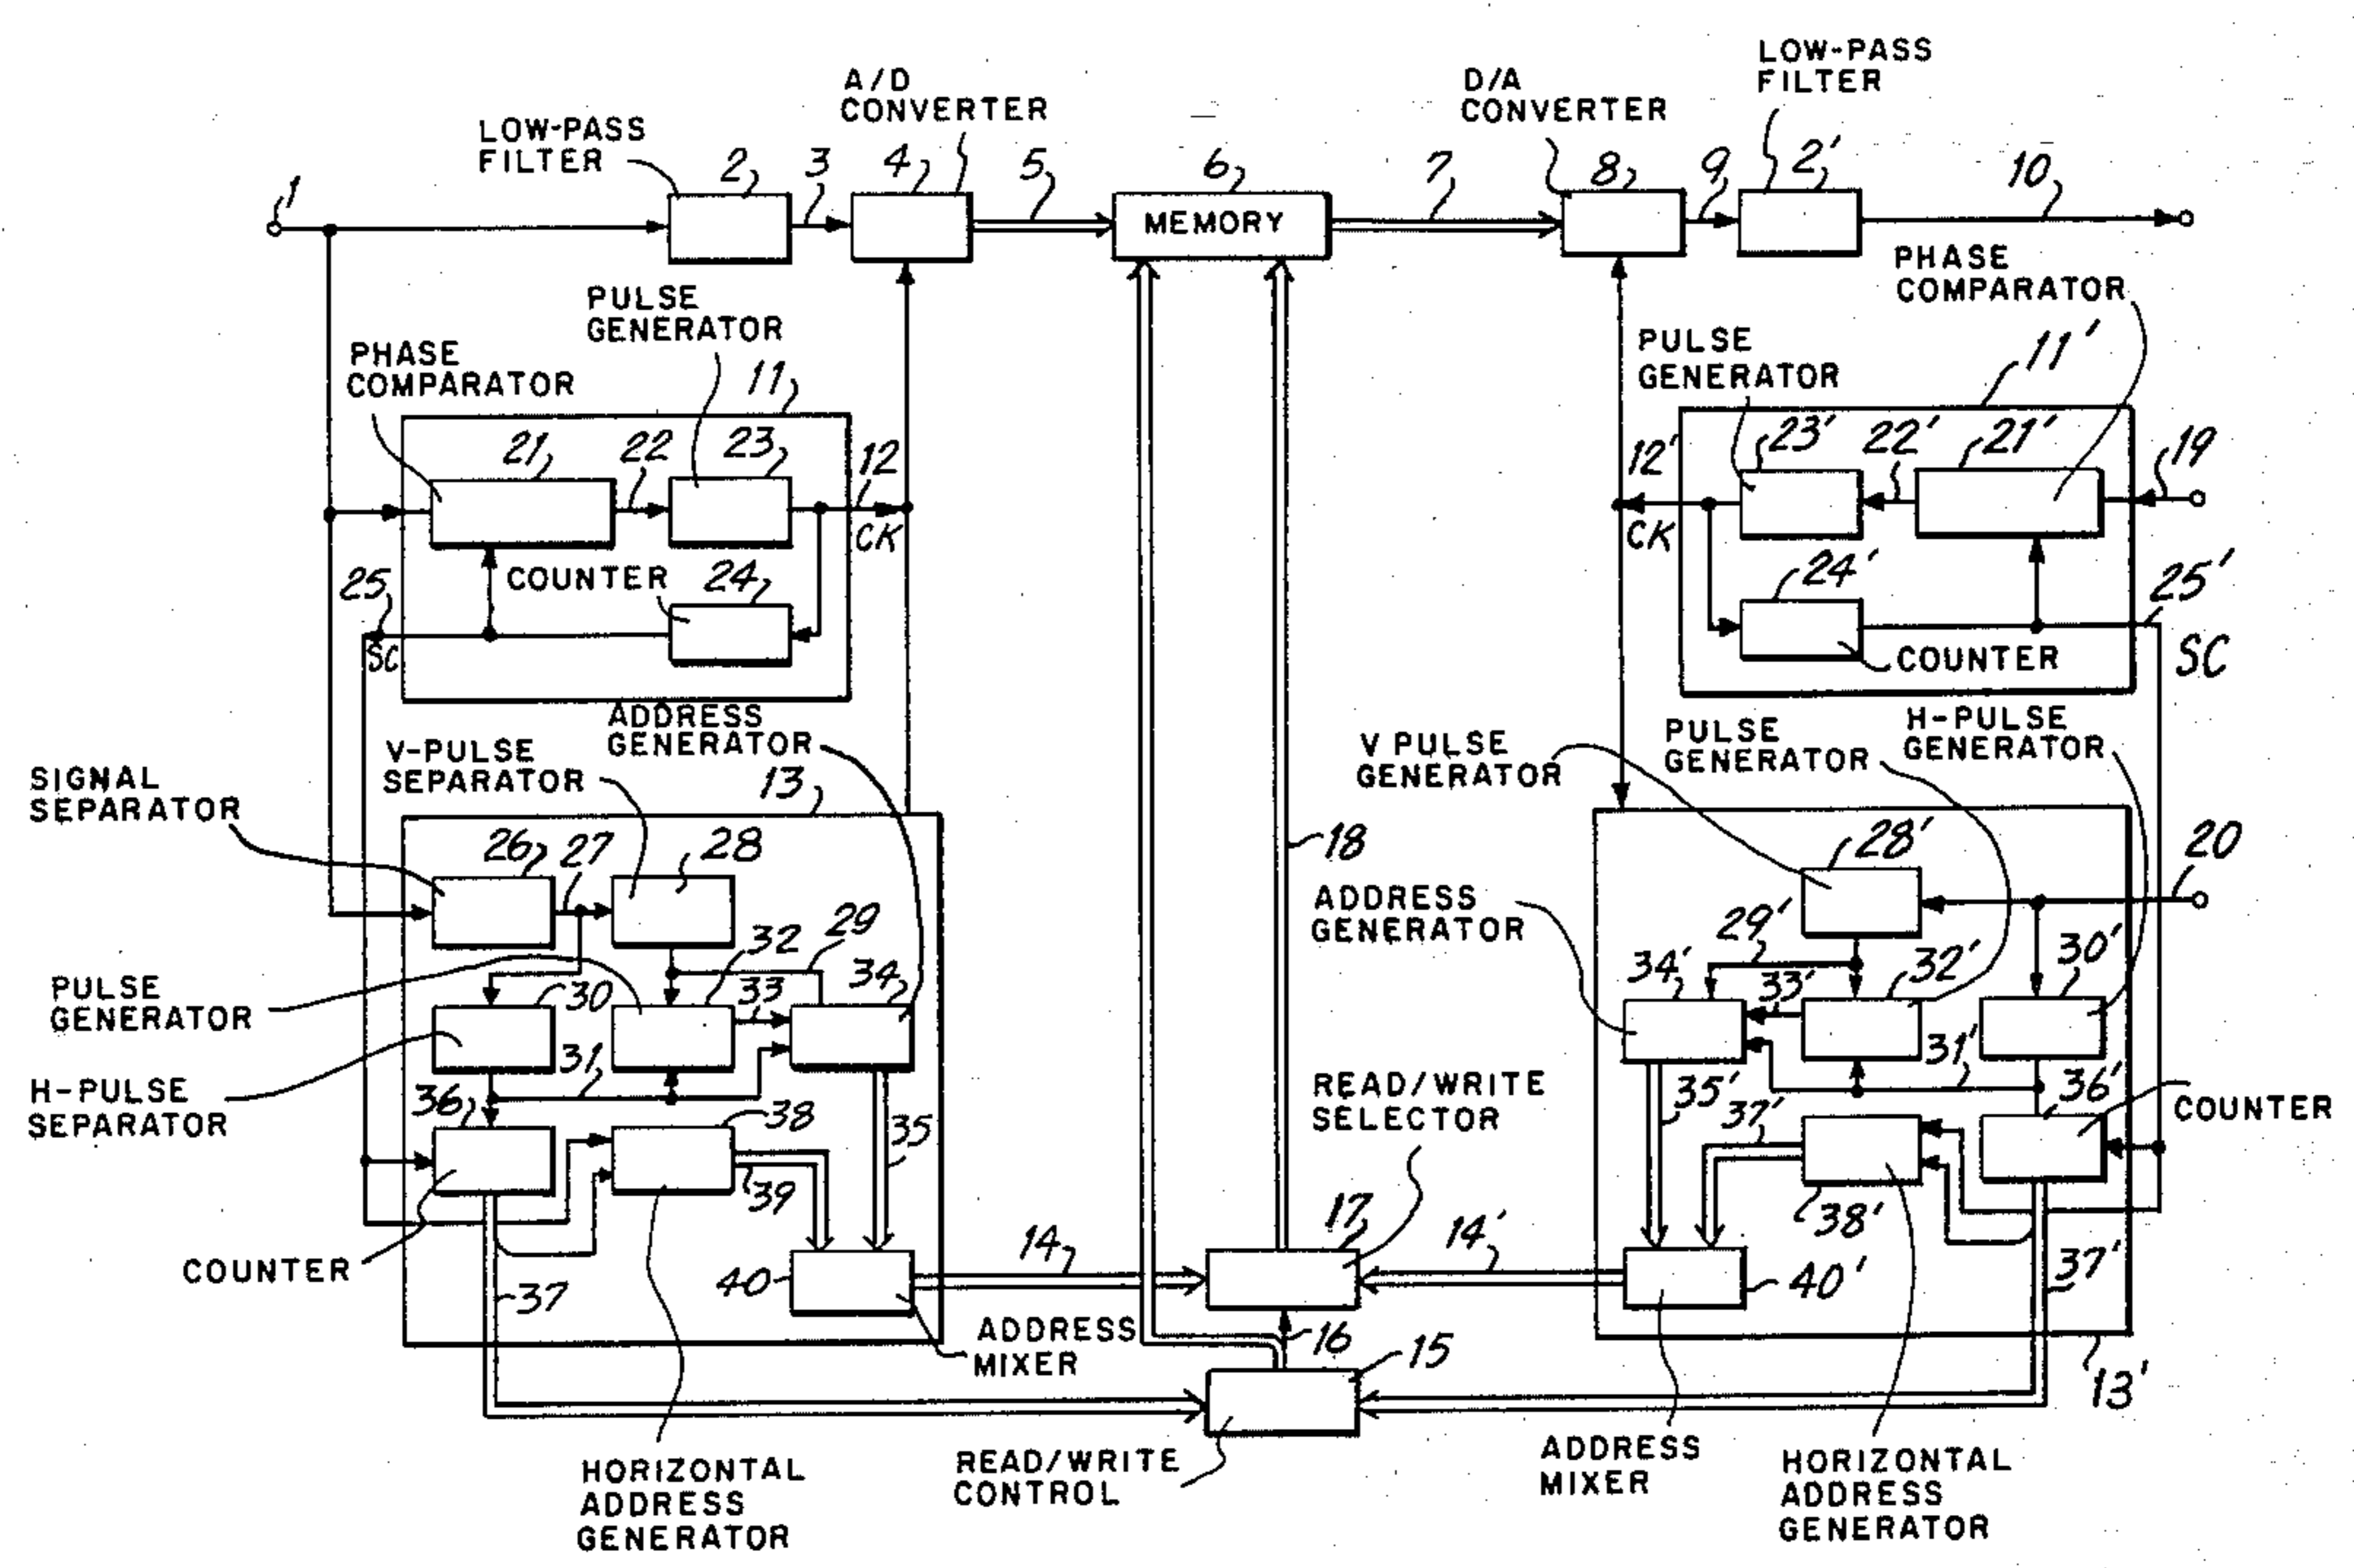 LOW-PASS
FILTER
A/D
CONVERTER
D/A
CONVERTER
LOW-PASS
FILTER
1
2
3
4
5
6
7
8
9
2'
10
MEMORY
PULSE
GENERATOR
PHASE
COMPARATOR
PHASE
COMPARATOR
PULSE
GENERATOR
11
11'
21
22
23
12
CK
12'
CK
23'
22'
21'
19
COUNTER
24
25
SC
24'
25'
COUNTER
SC
ADDRESS
GENERATOR
V-PULSE
SEPARATOR
13
SIGNAL
SEPARATOR
V PULSE
GENERATOR
PULSE
GENERATOR
H-PULSE
GENERATOR
26
27
28
18
28'
20
29
ADDRESS
GENERATOR
29'
32
33
34
34'
33'
32'
30'
PULSE
GENERATOR
30
31
31'
H-PULSE
SEPARATOR
36
38
35
39
READ/WRITE
SELECTOR
35'
37'
36'
COUNTER
38'
COUNTER
37
40
14
17
14'
40'
37'
ADDRESS
MIXER
16
15
13'
HORIZONTAL
ADDRESS
GENERATOR
READ/WRITE
CONTROL
ADDRESS
MIXER
HORIZONTAL
ADDRESS
GENERATOR